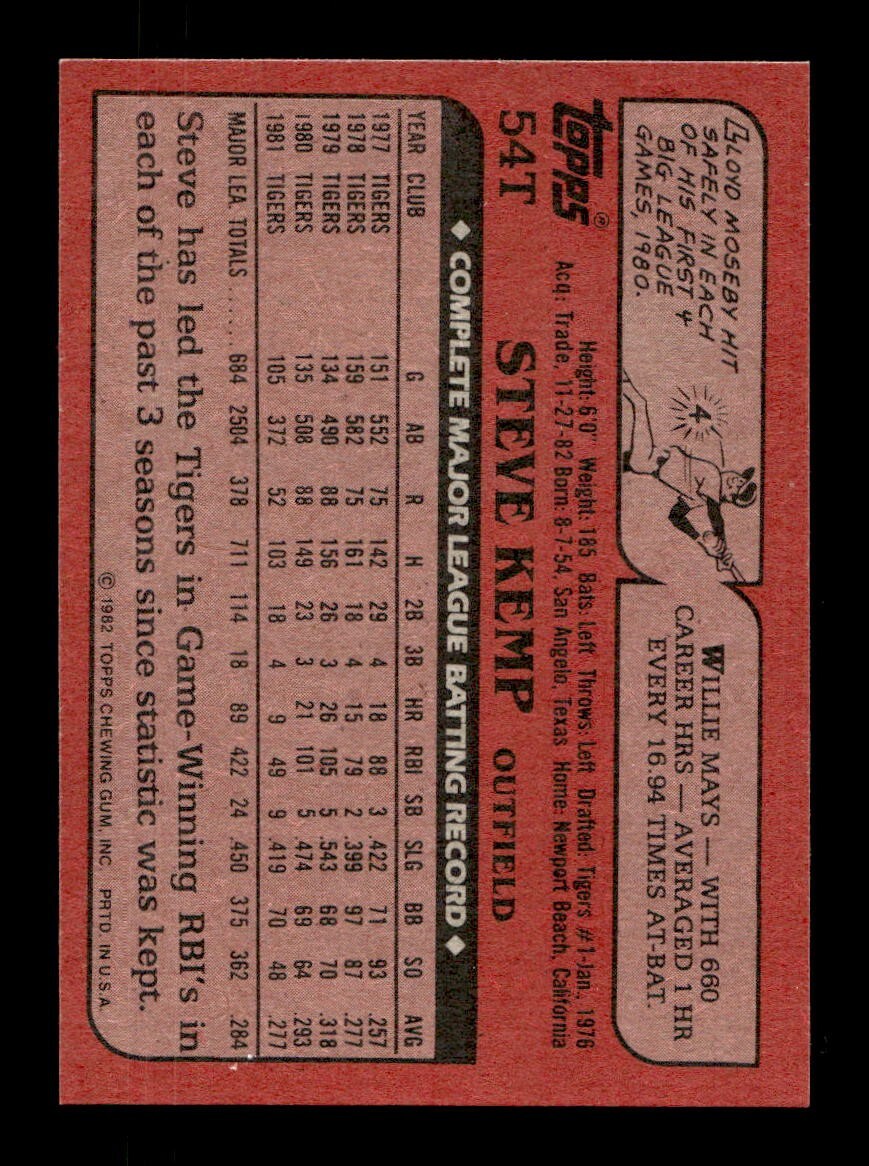 LLOYD MOSEBY HIT
SAFELY IN EACH
OF HIS FIRST 4
BIG LEAGUE
GAMES, 1980.
4
WILLIE MAYS — WITH 660
CAREER HRS — AVERAGED 1 HR
EVERY 16.94 TIMES AT-BAT.
topps®
54T
Height: 6'0" Weight: 185 Bats: Left Throws: Left Drafted: Tigers #1-Jan., 1976
Acq: Trade, 11-27-82 Born: 8-7-54, San Angelo, Texas Home: Newport Beach, California
STEVE KEMP OUTFIELD
◆ COMPLETE MAJOR LEAGUE BATTING RECORD ◆
YEAR CLUB G AB R H 2B 3B HR RBI SB SLG BB SO AVG
1977 TIGERS 151 552 75 142 29 4 18 88 3 .422 71 93 .257
1978 TIGERS 159 582 75 161 18 4 15 79 2 .399 97 87 .277
1979 TIGERS 134 490 88 156 26 3 26 105 5 .543 68 70 .318
1980 TIGERS 135 508 88 149 23 3 21 101 5 .474 69 64 .293
1981 TIGERS 105 372 52 103 18 4 9 49 9 .419 70 48 .277
MAJOR LEA. TOTALS ...... 684 2504 378 711 114 18 89 422 24 .450 375 362 .284
Steve has led the Tigers in Game-Winning RBI's in
each of the past 3 seasons since statistic was kept.
© 1982 TOPPS CHEWING GUM, INC. PRTD. IN U.S.A.